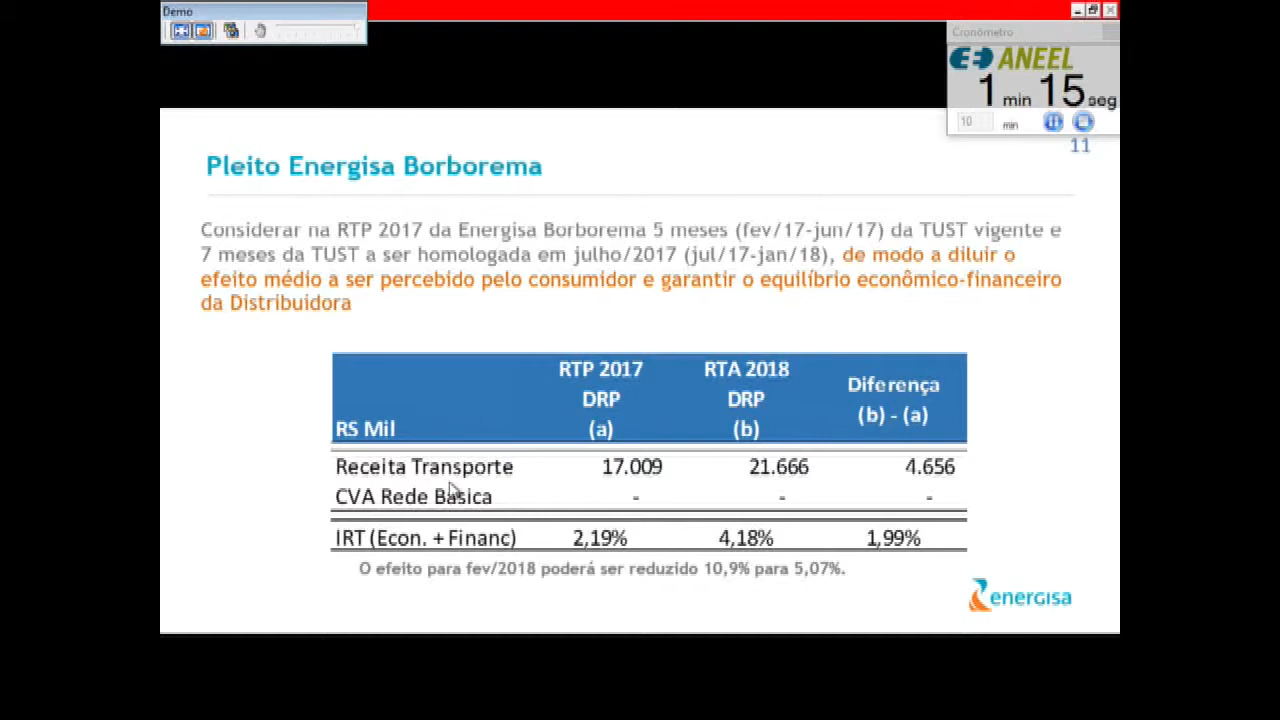 Demo
Cronômetro
ANEEL
1 min 15 seg
10 min
11
Pleito Energisa Borborema
Considerar na RTP 2017 da Energisa Borborema 5 meses (fev/17-jun/17) da TUST vigente e
7 meses da TUST a ser homologada em julho/2017 (jul/17-jan/18), de modo a diluir o
efeito médio a ser percebido pelo consumidor e garantir o equilíbrio econômico-financeiro
da Distribuidora
RTP 2017 RTA 2018
Diferença
DRP DRP
(b) - (a)
RS Mil (a) (b)
Receita Transporte 17.009 21.666 4.656
CVA Rede Básica - - -
IRT (Econ. + Financ) 2,19% 4,18% 1,99%
O efeito para fev/2018 poderá ser reduzido 10,9% para 5,07%.
energisa